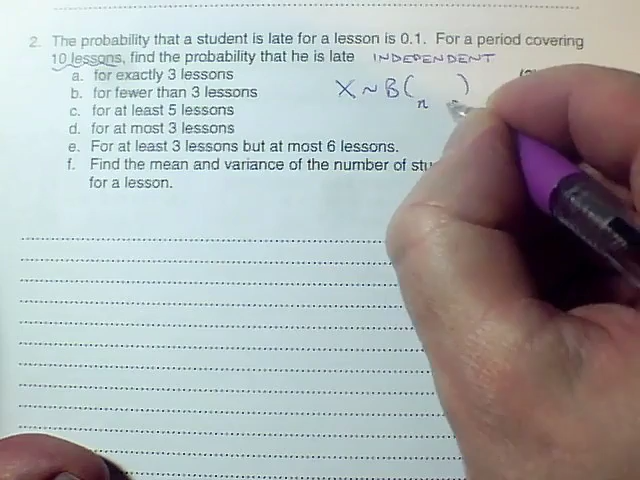 2. The probability that a student is late for a lesson is 0.1. For a period covering
10 lessons, find the probability that he is late INDEPENDENT
a. for exactly 3 lessons
b. for fewer than 3 lessons X ~ B( )
n
c. for at least 5 lessons
d. for at most 3 lessons
e. For at least 3 lessons but at most 6 lessons.
f. Find the mean and variance of the number of stu
for a lesson.